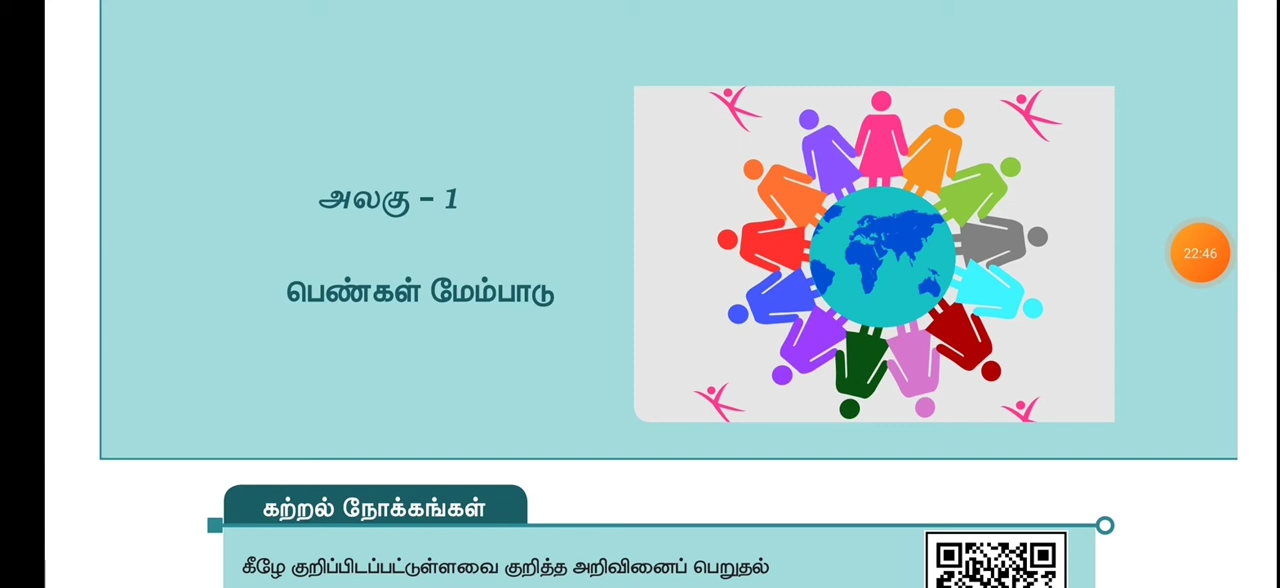 அலகு – 1
பெண்கள் மேம்பாடு
22:46
கற்றல் நோக்கங்கள்
கீழே குறிப்பிடப்பட்டுள்ளவை குறித்த அறிவினைப் பெறுதல்